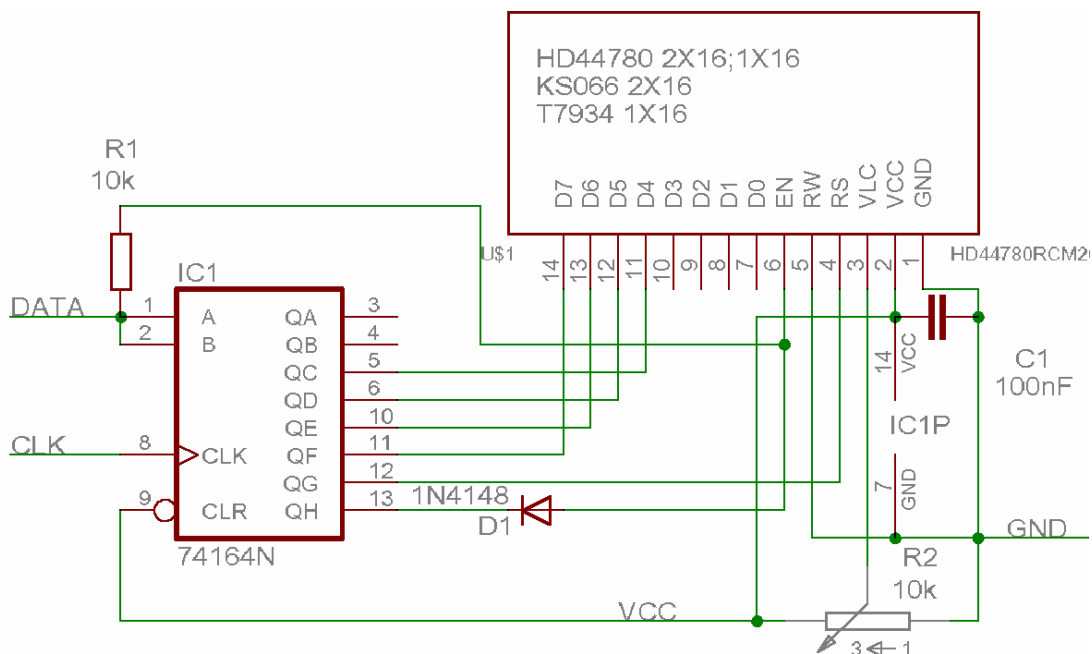 HD44780 2X16;1X16
KS066 2X16
T7934 1X16
D7 D6 D5 D4 D3 D2 D1 D0 EN RW RS VLC VCC GND
14 13 12 11 10 9 8 7 6 5 4 3 2 1
U$1
HD44780RCM2
R1
10k
IC1
DATA
1 A QA 3
2 B QB 4
QC 5
QD 6
QE 10
CLK 8 CLK QF 11
QG 12
9 CLR QH 13
74164N
1N4148
D1
C1
100nF
14 VCC
IC1P
7 GND
GND
R2
10k
VCC
3 1